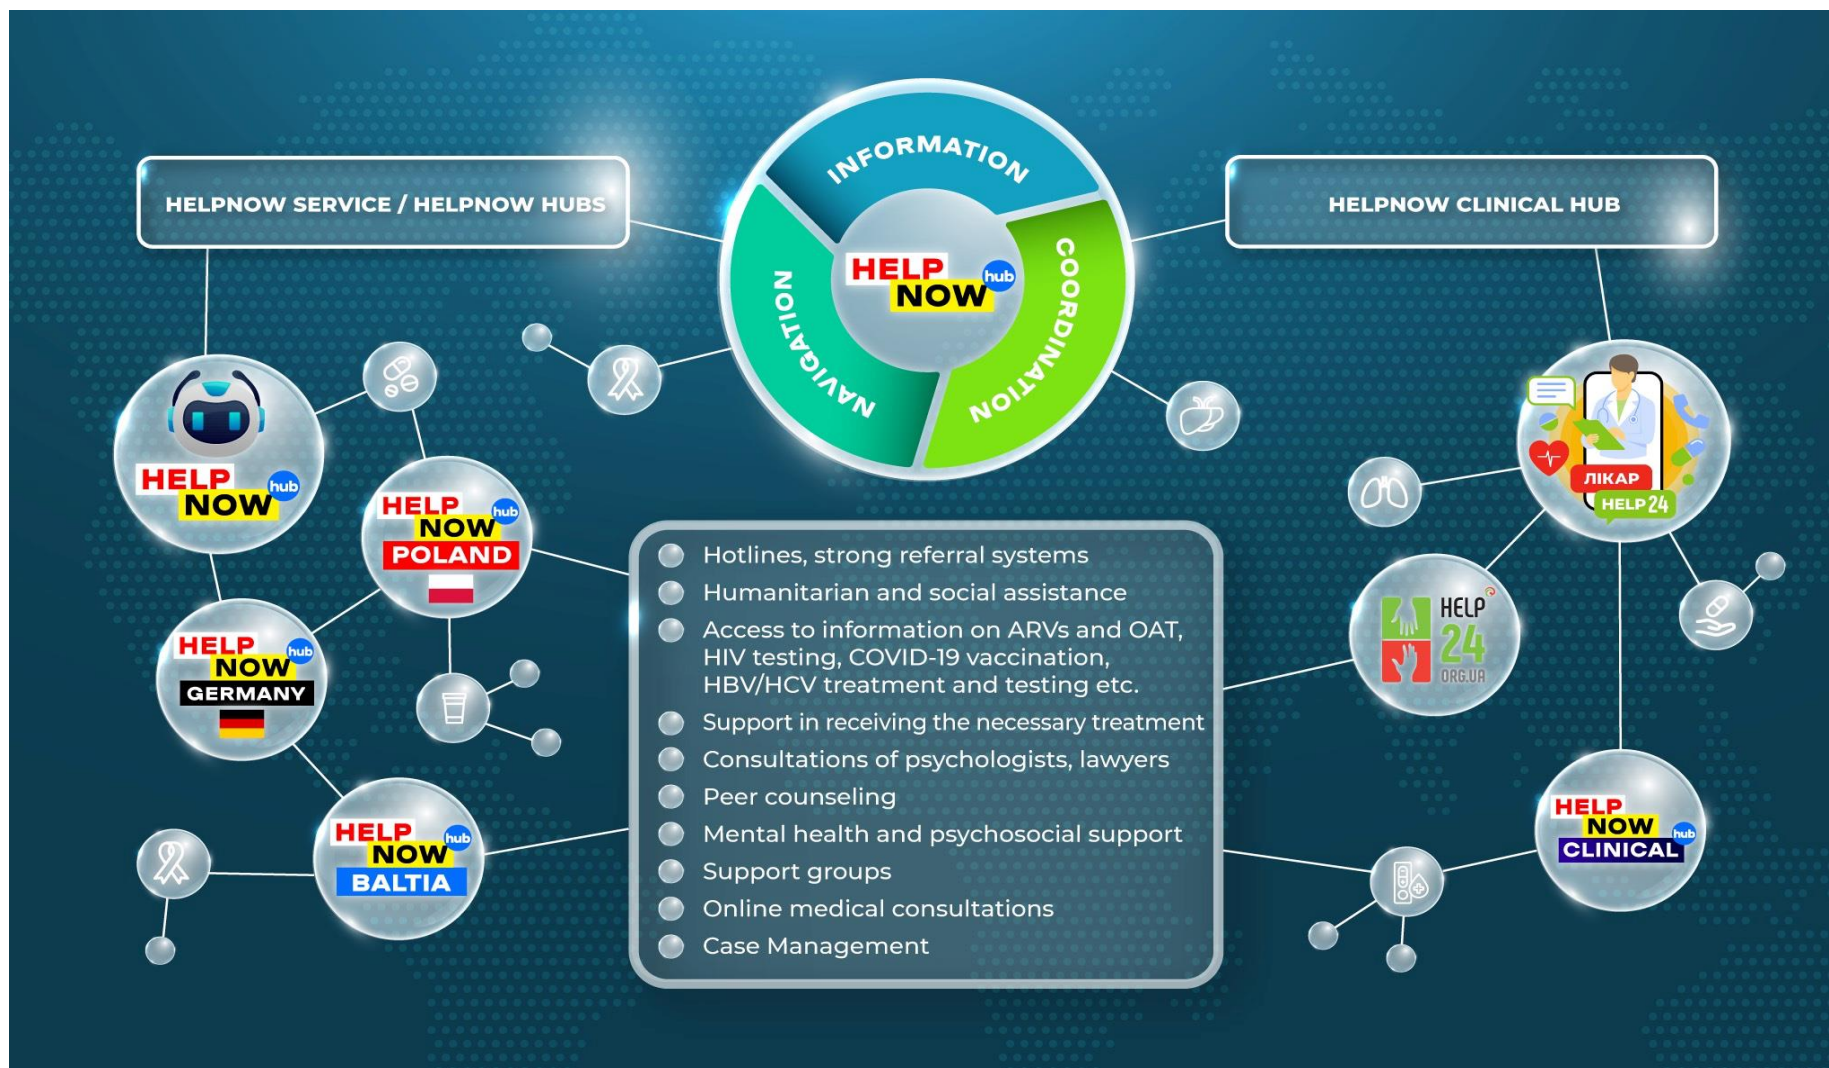 INFORMATION
COORDINATION
NAVIGATION
HELP
NOW
hub
HELPNOW SERVICE / HELPNOW HUBS
HELPNOW CLINICAL HUB
HELP
NOW
hub
HELP
NOW
hub
POLAND
HELP
NOW
hub
GERMANY
HELP
NOW
hub
BALTIA
Hotlines, strong referral systems
Humanitarian and social assistance
Access to information on ARVs and OAT,
HIV testing, COVID-19 vaccination,
HBV/HCV treatment and testing etc.
Support in receiving the necessary treatment
Consultations of psychologists, lawyers
Peer counseling
Mental health and psychosocial support
Support groups
Online medical consultations
Case Management
ЛІКАР
HELP 24
HELP
24
ORG.UA
HELP
NOW
hub
CLINICAL